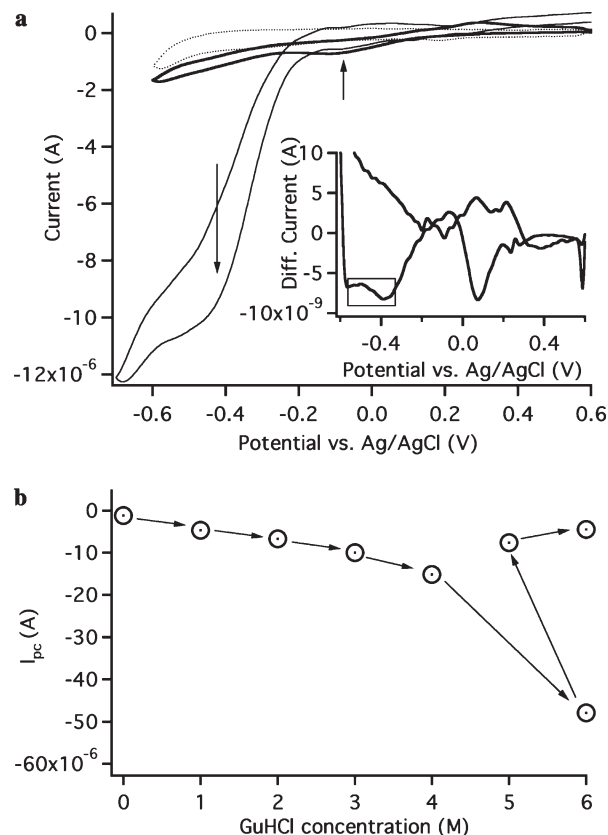 a
0
-2
-4
-6
-8
-10
-12x10⁻⁶
Current (A)
-0.6 -0.4 -0.2 0.0 0.2 0.4 0.6
Potential vs. Ag/AgCl (V)
10
5
0
-5
-10x10⁻⁹
Diff. Current (A)
-0.4 0.0 0.4
Potential vs. Ag/AgCl (V)
b
0
-10
-20
-30
-40
-50
-60x10⁻⁶
Ipc (A)
0 1 2 3 4 5 6
GuHCl concentration (M)